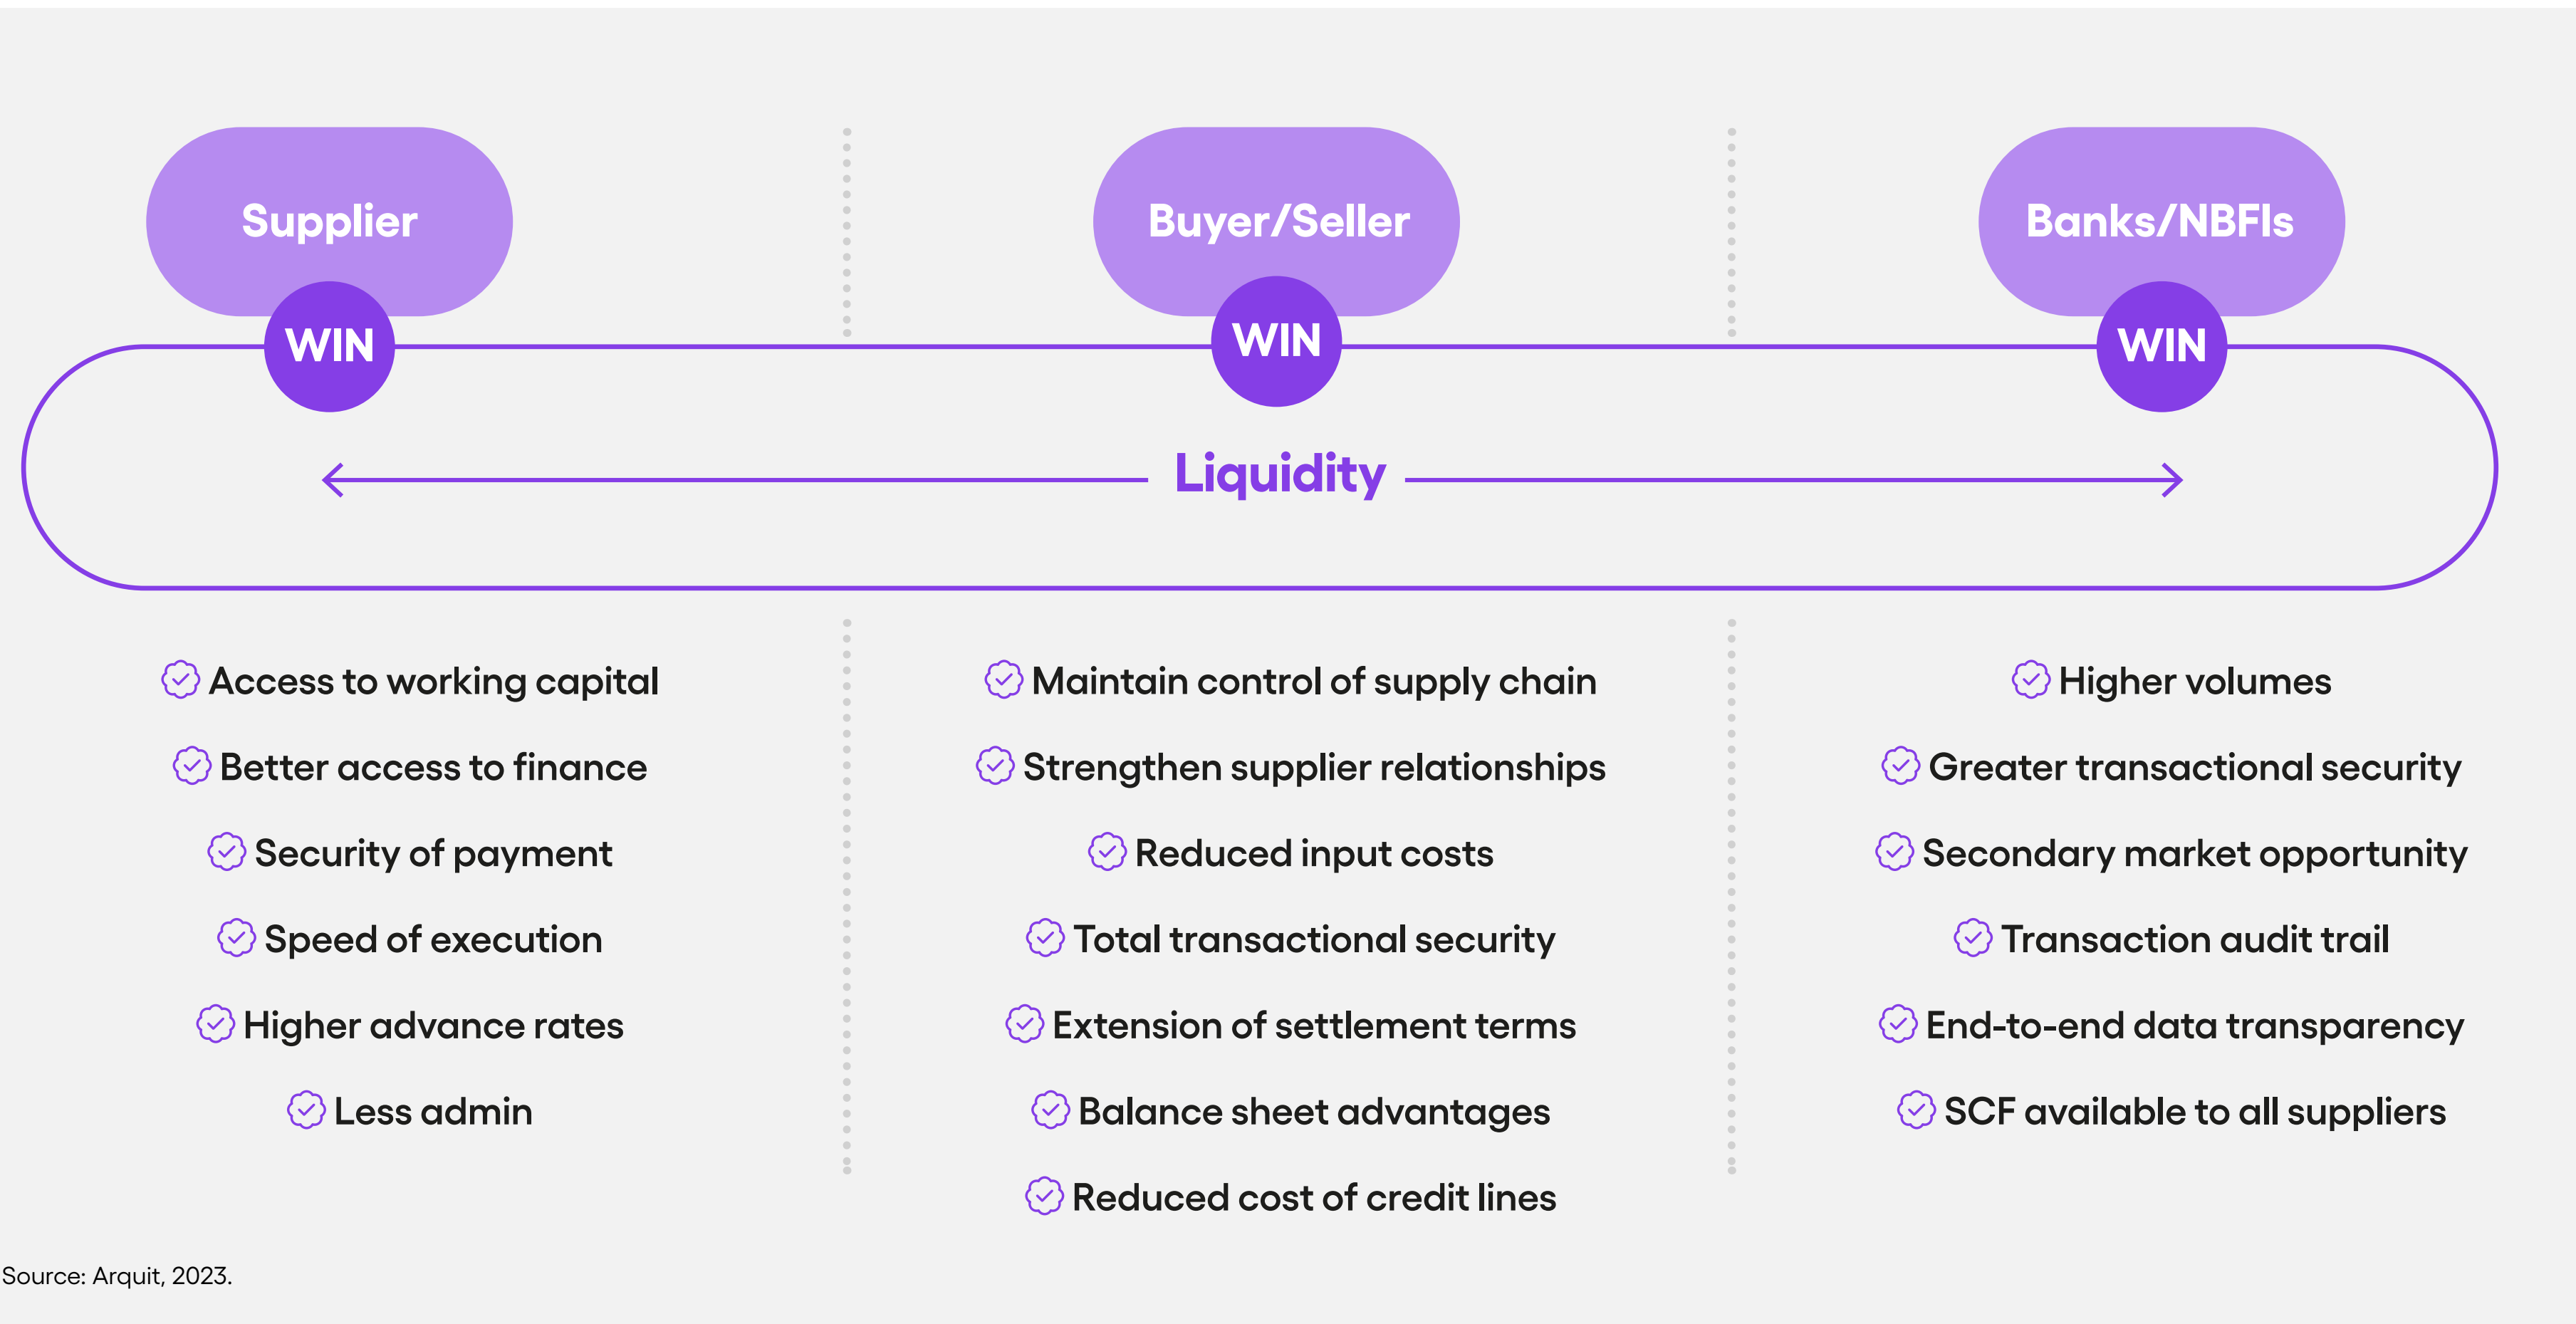 Supplier
Buyer/Seller
Banks/NBFIs
WIN
WIN
WIN
Liquidity
Access to working capital
Better access to finance
Security of payment
Speed of execution
Higher advance rates
Less admin
Maintain control of supply chain
Strengthen supplier relationships
Reduced input costs
Total transactional security
Extension of settlement terms
Balance sheet advantages
Reduced cost of credit lines
Higher volumes
Greater transactional security
Secondary market opportunity
Transaction audit trail
End-to-end data transparency
SCF available to all suppliers
Source: Arquit, 2023.